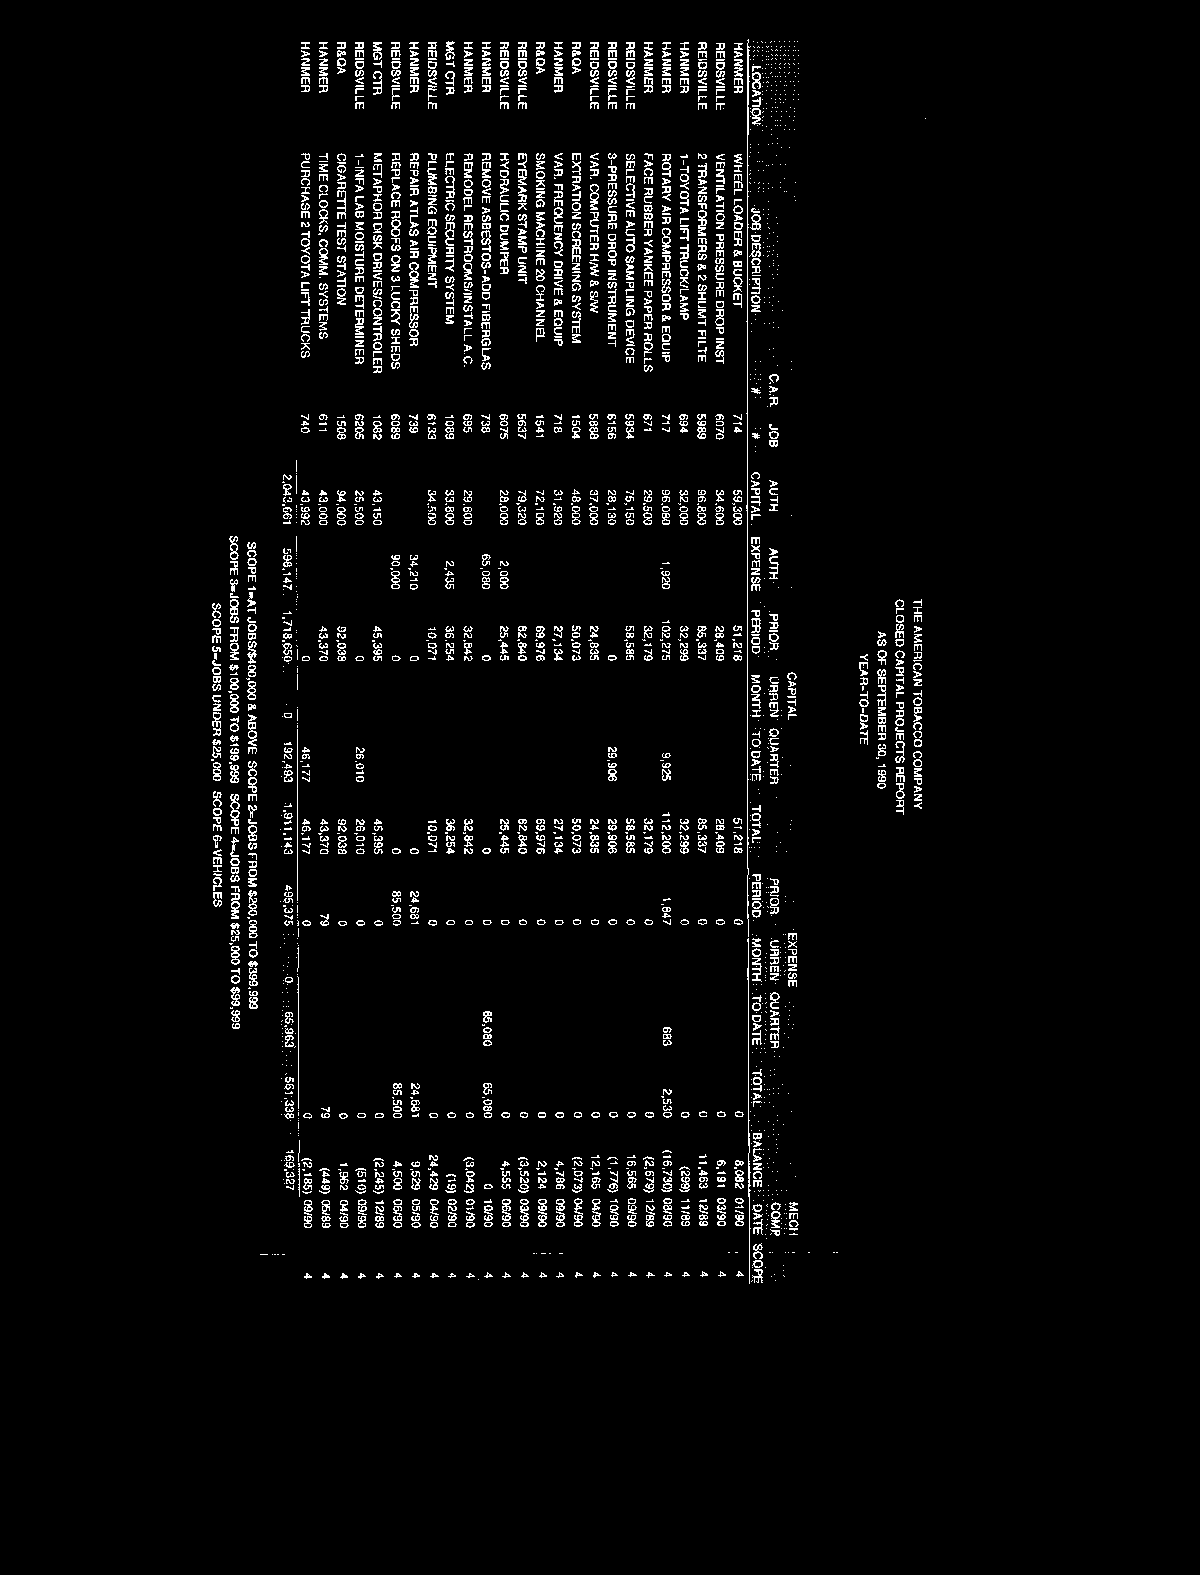 THE AMERICAN TOBACCO COMPANY
CLOSED CAPITAL PROJECTS REPORT
AS OF SEPTEMBER 30, 1990
YEAR-TO-DATE
CAPITAL EXPENSE MECH
C.A.R. JOB AUTH AUTH PRIOR URREN QUARTER PRIOR URREN QUARTER COMP
LOCATION JOB DESCRIPTION # # CAPITAL EXPENSE PERIOD MONTH TO DATE TOTAL PERIOD MONTH TO DATE TOTAL BALANCE DATE SCOPE
HANMER WHEEL LOADER & BUCKET 714 59,300 51,218 51,218 0 0 8,082 01/90 4
REIDSVILLE VENTILATION PRESSURE DROP INST 6070 34,600 28,409 28,409 0 0 6,191 03/90 4
REIDSVILLE 2 TRANSFORMERS & 2 SHUMT FILTE 5989 96,800 85,337 85,337 0 0 11,463 12/89 4
HANMER 1-TOYOTA LIFT TRUCK/LAMP 694 32,000 32,299 32,299 0 0 (299) 11/89 4
HANMER ROTARY AIR COMPRESSOR & EQUIP 717 96,080 1,920 102,275 9,925 112,200 1,847 683 2,530 (16,730) 08/90 4
HANMER FACE RUBBER YANKEE PAPER ROLLS 671 29,500 32,179 32,179 0 0 (2,679) 12/89 4
REIDSVILLE SELECTIVE AUTO SAMPLING DEVICE 5934 75,150 58,585 58,585 0 0 16,565 09/90 4
REIDSVILLE 3-PRESSURE DROP INSTRUMENT 6156 28,130 0 29,906 29,906 0 0 (1,776) 10/90 4
REIDSVILLE VAR. COMPUTER H/W & S/W 5888 37,000 24,835 24,835 0 0 12,165 04/90 4
R&QA EXTRATION SCREENING SYSTEM 1504 48,000 50,073 50,073 0 0 (2,073) 04/90 4
HANMER VAR. FREQUENCY DRIVE & EQUIP 718 31,920 27,134 27,134 0 0 4,786 09/90 4
R&QA SMOKING MACHINE 20 CHANNEL 1541 72,100 69,976 69,976 0 0 2,124 09/90 4
REIDSVILLE EYEMARK STAMP UNIT 5637 79,320 82,840 82,840 0 0 (3,520) 03/90 4
REIDSVILLE HYDRAULIC DUMPER 6075 28,000 2,000 25,445 25,445 0 0 4,555 06/90 4
HANMER REMOVE ASBESTOS-ADD FIBERGLAS 738 65,080 0 0 0 65,080 65,080 0 10/90 4
HANMER REMODEL RESTROOMS/INSTALL A.C. 695 29,800 32,842 32,842 0 0 (3,042) 01/90 4
MGT CTR ELECTRIC SECURITY SYSTEM 1089 33,800 2,435 36,254 36,254 0 0 (19) 02/90 4
REIDSVILLE PLUMBING EQUIPMENT 6133 34,500 10,071 10,071 0 0 24,429 04/90 4
HANMER REPAIR ATLAS AIR COMPRESSOR 739 34,210 0 0 24,681 24,681 9,529 05/90 4
REIDSVILLE REPLACE ROOFS ON 3 LUCKY SHEDS 6089 90,000 0 0 85,500 85,500 4,500 06/90 4
MGT CTR METAPHOR DISK DRIVES/CONTROLER 1082 43,150 45,395 45,395 0 0 (2,245) 12/89 4
REIDSVILLE 1-INFA LAB MOISTURE DETERMINER 6205 25,500 26,010 26,010 0 0 (510) 09/90 4
R&QA CIGARETTE TEST STATION 1508 94,000 92,038 92,038 0 0 1,962 04/90 4
HANMER TIME CLOCKS, COMM. SYSTEMS 611 43,000 43,370 43,370 79 79 (449) 05/89 4
HANMER PURCHASE 2 TOYOTA LIFT TRUCKS 740 43,992 0 46,177 46,177 0 0 (2,185) 09/90 4
2,043,661 598,147 1,718,650 0 192,493 1,911,143 495,375 0 65,963 561,338 169,327
SCOPE 1=AT JOBS/$400,000 & ABOVE SCOPE 2=JOBS FROM $200,000 TO $399,999
SCOPE 3=JOBS FROM $100,000 TO $199,999 SCOPE 4=JOBS FROM $25,000 TO $99,999
SCOPE 5=JOBS UNDER $25,000 SCOPE 6=VEHICLES